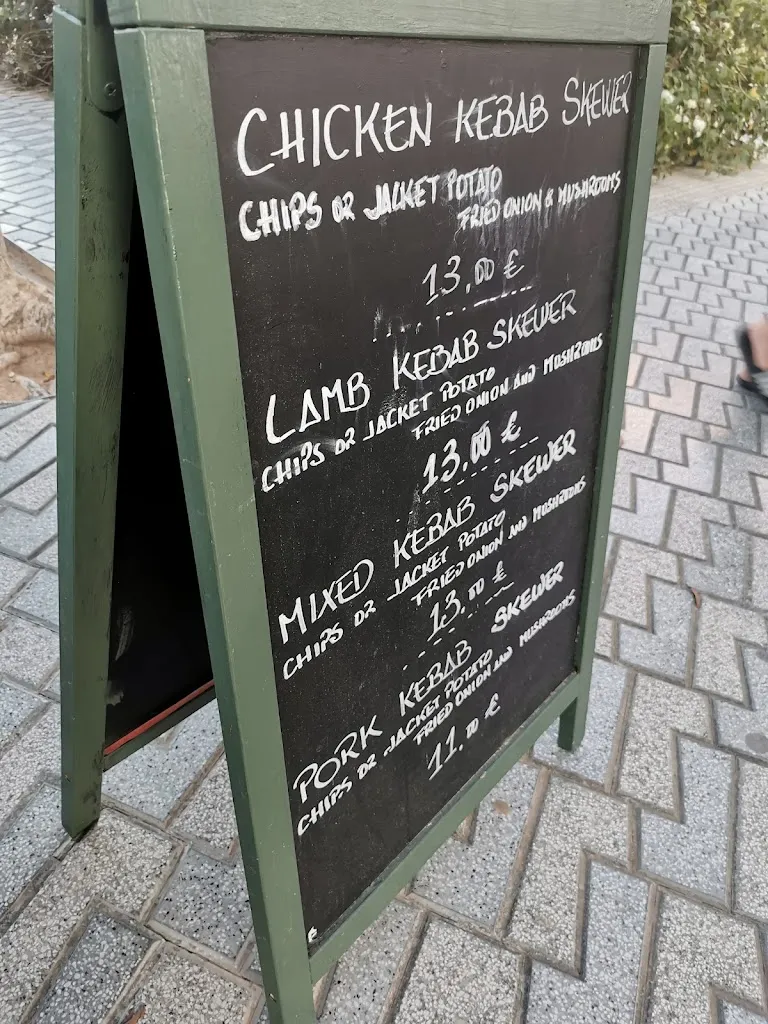 CHICKEN KEBAB SKEWER
CHIPS OR JACKET POTATO
FRIED ONION & MUSHROOMS
13,00 €
LAMB KEBAB SKEWER
CHIPS OR JACKET POTATO
FRIED ONION AND MUSHROOMS
13.00 €
MIXED KEBAB SKEWER
CHIPS OR JACKET POTATO
FRIED ONION AND MUSHROOMS
13.00 €
PORK KEBAB SKEWER
CHIPS OR JACKET POTATO
FRIED ONION AND MUSHROOMS
11.00 €